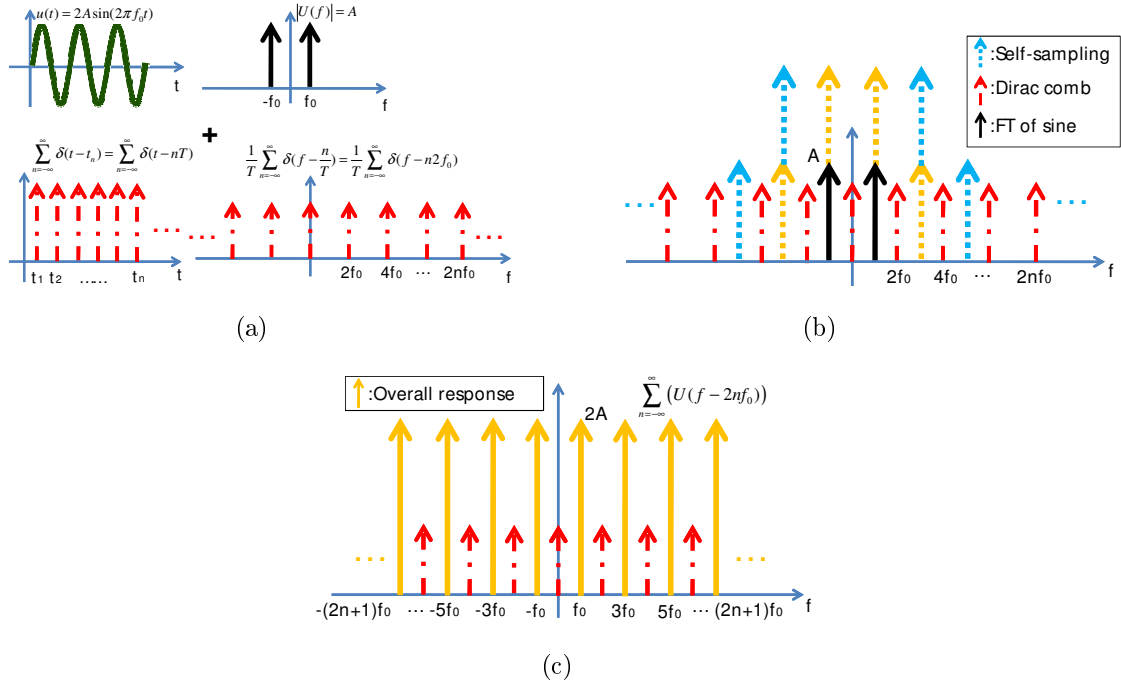 u(t) = 2A sin(2πf₀t)
|U(f)| = A
t
-f₀ f₀
f
+
∑_{n=-∞}^{∞} δ(t-t_n) = ∑_{n=-∞}^{∞} δ(t-nT)
1/T ∑_{n=-∞}^{∞} δ(f-n/T) = 1/T ∑_{n=-∞}^{∞} δ(f-n2f₀)
... ... ...
t₁ t₂ ...... tₙ t
2f₀ 4f₀ ... 2nf₀ f
(a)
:Self-sampling
:Dirac comb
:FT of sine
A
... ...
2f₀ 4f₀ ... 2nf₀ f
(b)
:Overall response
2A
∑_{n=-∞}^{∞} (U(f-2nf₀))
... ...
-(2n+1)f₀ ... -5f₀ -3f₀ -f₀ f₀ 3f₀ 5f₀ ... (2n+1)f₀ f
(c)